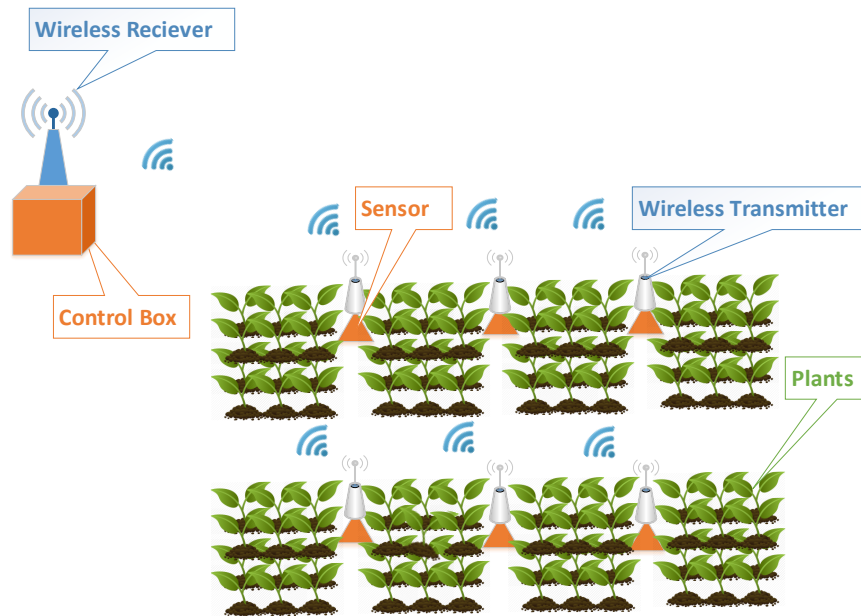 Wireless Reciever
Sensor
Wireless Transmitter
Control Box
Plants